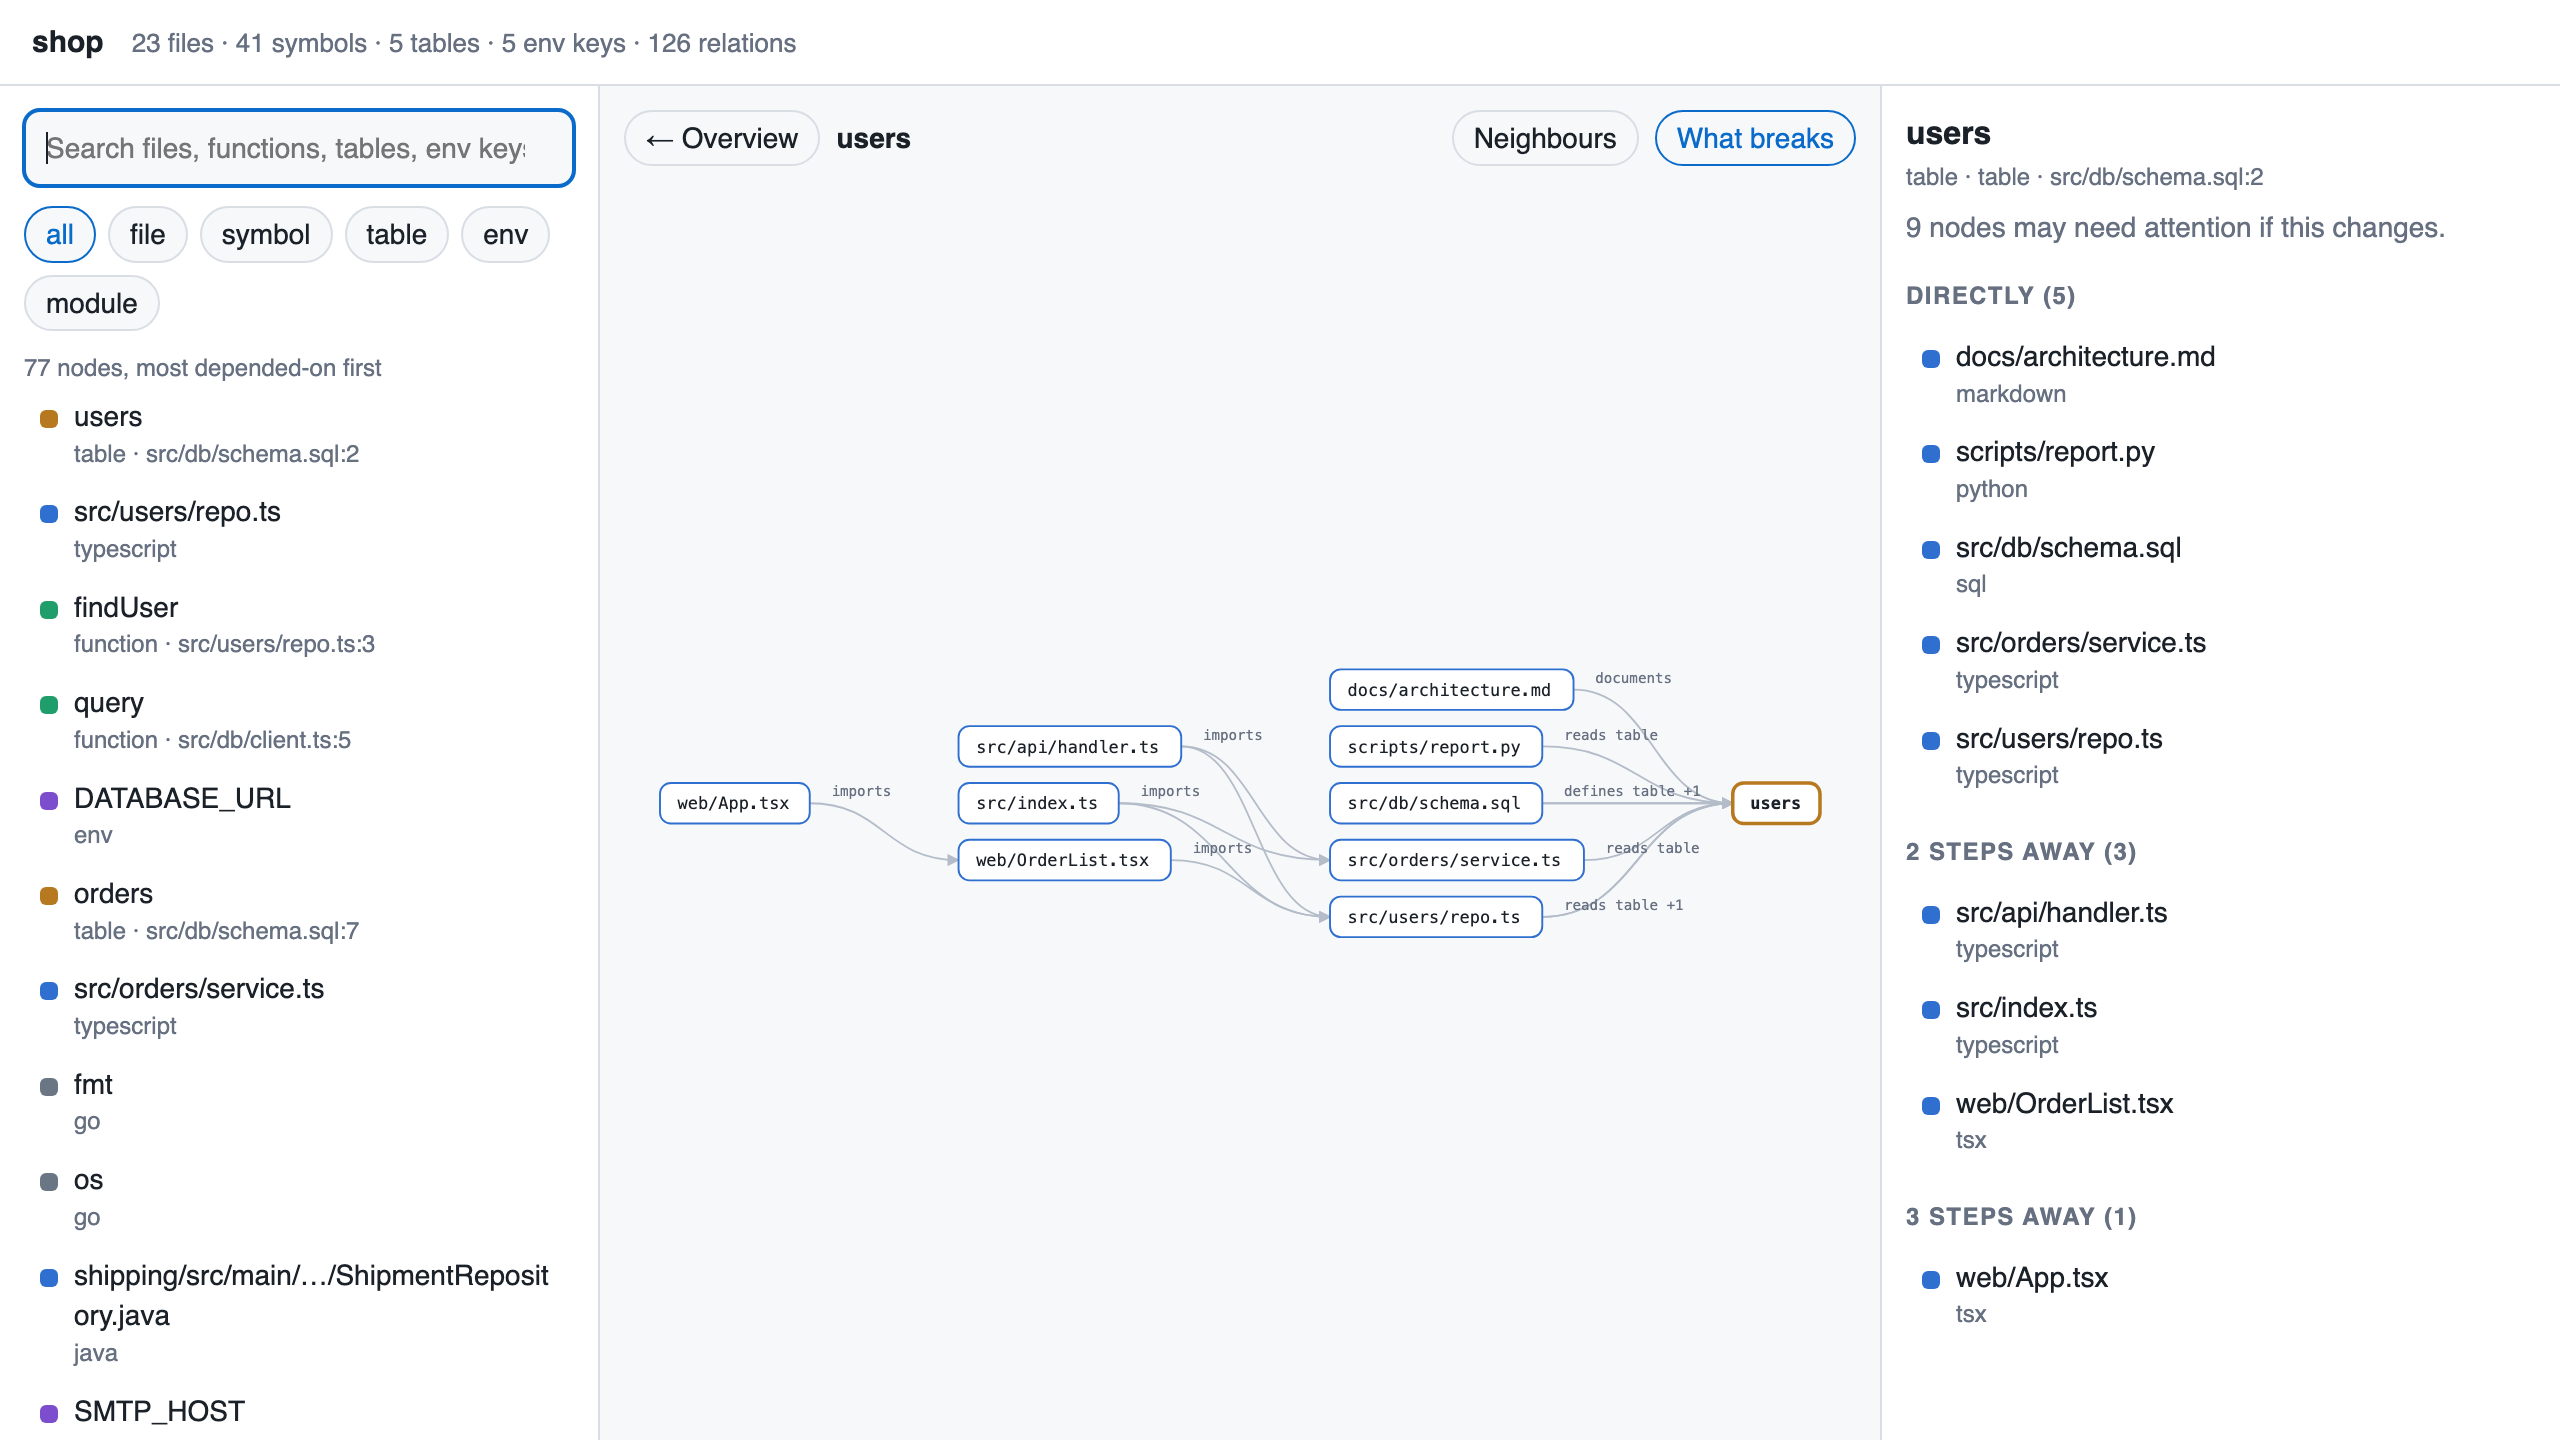 shop
23 files · 41 symbols · 5 tables · 5 env keys · 126 relations
Search files, functions, tables, env keys
all
file
symbol
table
env
module
77 nodes, most depended-on first
users
table · src/db/schema.sql:2
src/users/repo.ts
typescript
findUser
function · src/users/repo.ts:3
query
function · src/db/client.ts:5
DATABASE_URL
env
orders
table · src/db/schema.sql:7
src/orders/service.ts
typescript
fmt
go
os
go
shipping/src/main/…/ShipmentReposit
ory.java
java
SMTP_HOST
← Overview
users
Neighbours
What breaks
docs/architecture.md
documents
src/api/handler.ts
imports
scripts/report.py
reads table
web/App.tsx
imports
src/index.ts
imports
src/db/schema.sql
defines table +1
users
web/OrderList.tsx
imports
src/orders/service.ts
reads table
src/users/repo.ts
reads table +1
users
table · table · src/db/schema.sql:2
9 nodes may need attention if this changes.
DIRECTLY (5)
docs/architecture.md
markdown
scripts/report.py
python
src/db/schema.sql
sql
src/orders/service.ts
typescript
src/users/repo.ts
typescript
2 STEPS AWAY (3)
src/api/handler.ts
typescript
src/index.ts
typescript
web/OrderList.tsx
tsx
3 STEPS AWAY (1)
web/App.tsx
tsx